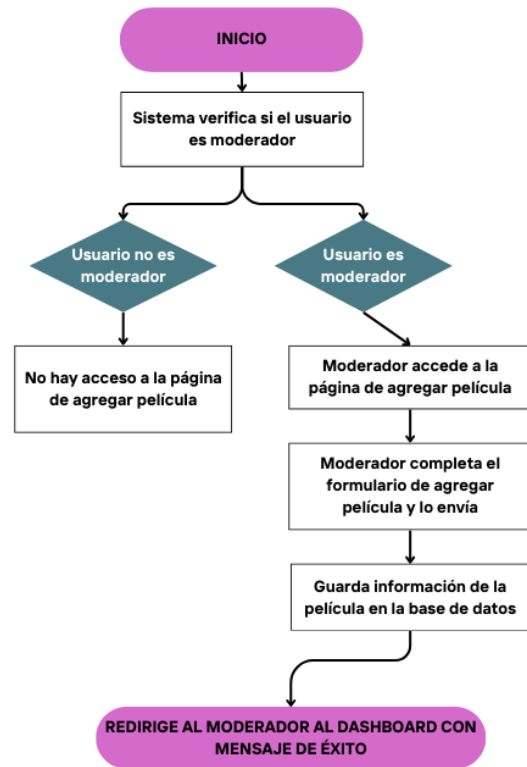 INICIO
Sistema verifica si el usuario
es moderador
Usuario no es
moderador
Usuario es
moderador
No hay acceso a la página
de agregar película
Moderador accede a la
página de agregar película
Moderador completa el
formulario de agregar
película y lo envía
Guarda información de la
película en la base de datos
REDIRIGE AL MODERADOR AL DASHBOARD CON
MENSAJE DE ÉXITO